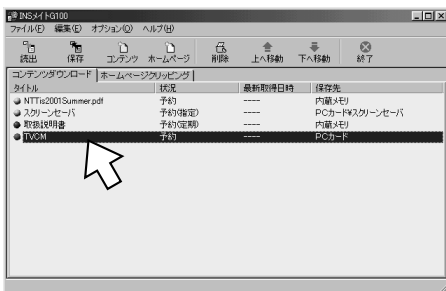 INSメイトG100
ファイル(F) 編集(E) オプション(O) ヘルプ(H)
読出 保存 コンテンツ ホームページ 削除 上へ移動 下へ移動 終了
コンテンツダウンロード ホームページクリッピング
タイトル 状況 最新取得日時 保存先
NTTis2001Summer.pdf 予約 ---- 内蔵メモリ
スクリーンセーバ 予約(指定) ---- PCカード¥スクリーンセーバ
取扱説明書 予約(定期) ---- 内蔵メモリ
TVCM 予約 ---- PCカード